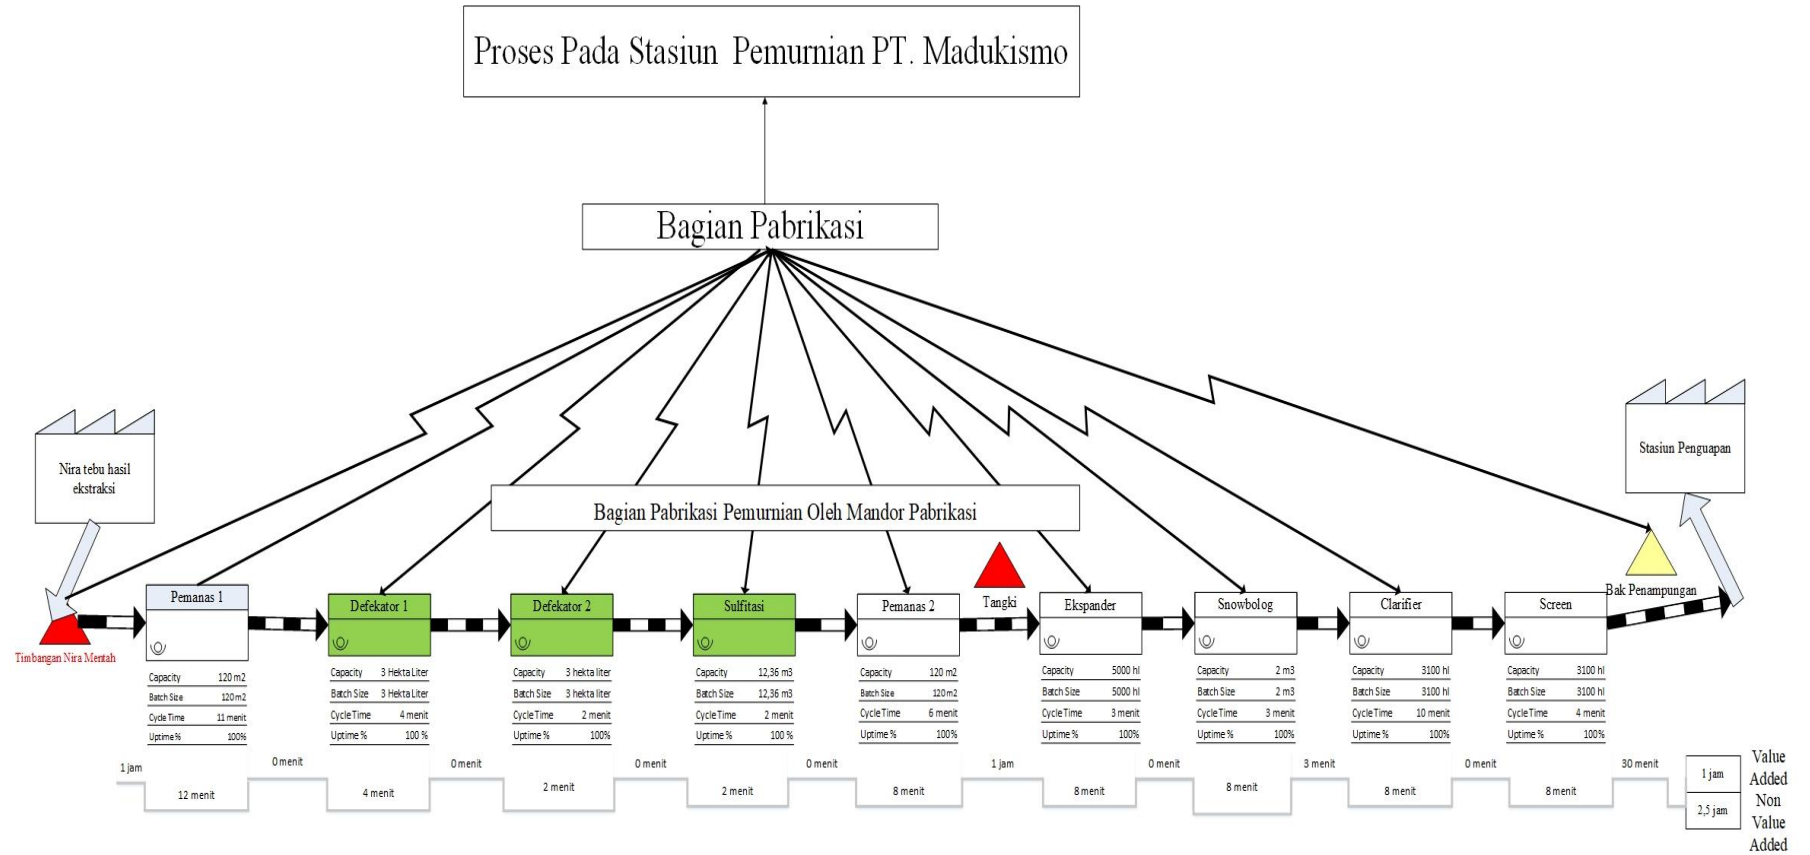 Proses Pada Stasiun Pemurnian PT. Madukismo
Bagian Pabrikasi
Nira tebu hasil
ekstraksi
Stasiun Penguapan
Bagian Pabrikasi Pemurnian Oleh Mandor Pabrikasi
Timbangan Nira Mentah
Tangki
Bak Penampungan
Pemanas 1
Capacity 120 m2
Batch Size 120 m2
Cycle Time 11 menit
Uptime % 100%
Defekator 1
Capacity 3 Hekta Liter
Batch Size 3 Hekta Liter
Cycle Time 4 menit
Uptime % 100 %
Defekator 2
Capacity 3 hekta liter
Batch Size 3 hekta liter
Cycle Time 2 menit
Uptime % 100%
Sulfitasi
Capacity 12,36 m3
Batch Size 12,36 m3
Cycle Time 2 menit
Uptime % 100 %
Pemanas 2
Capacity 120 m2
Batch Size 120 m2
Cycle Time 6 menit
Uptime % 100%
Ekspander
Capacity 5000 hl
Batch Size 5000 hl
Cycle Time 3 menit
Uptime % 100%
Snowbolog
Capacity 2 m3
Batch Size 2 m3
Cycle Time 3 menit
Uptime % 100%
Clarifier
Capacity 3100 hl
Batch Size 3100 hl
Cycle Time 10 menit
Uptime % 100%
Screen
Capacity 3100 hl
Batch Size 3100 hl
Cycle Time 4 menit
Uptime % 100%
1 jam
12 menit
0 menit
4 menit
0 menit
2 menit
0 menit
2 menit
0 menit
8 menit
1 jam
8 menit
0 menit
8 menit
3 menit
8 menit
0 menit
8 menit
30 menit
1 jam
2,5 jam
Value
Added
Non
Value
Added